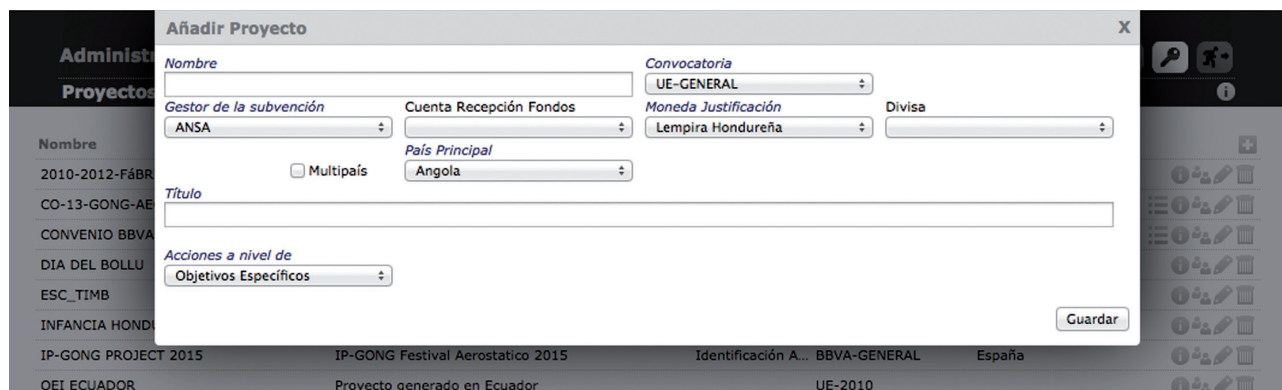 Añadir Proyecto X
Administ
Nombre Convocatoria
UE-GENERAL
Proyectos
Gestor de la subvención Cuenta Recepción Fondos Moneda Justificación Divisa
ANSA Lempira Hondureña
Nombre
País Principal
Multipaís Angola
2010-2012-FáBR
Título
CO-13-GONG-AE
CONVENIO BBVA
Acciones a nivel de
DIA DEL BOLLU
Objetivos Específicos
ESC_TIMB
INFANCIA HONDU
Guardar
IP-GONG PROJECT 2015 IP-GONG Festival Aerostatico 2015 Identificación A... BBVA-GENERAL España
OEI ECUADOR Proyecto generado en Ecuador UE-2010